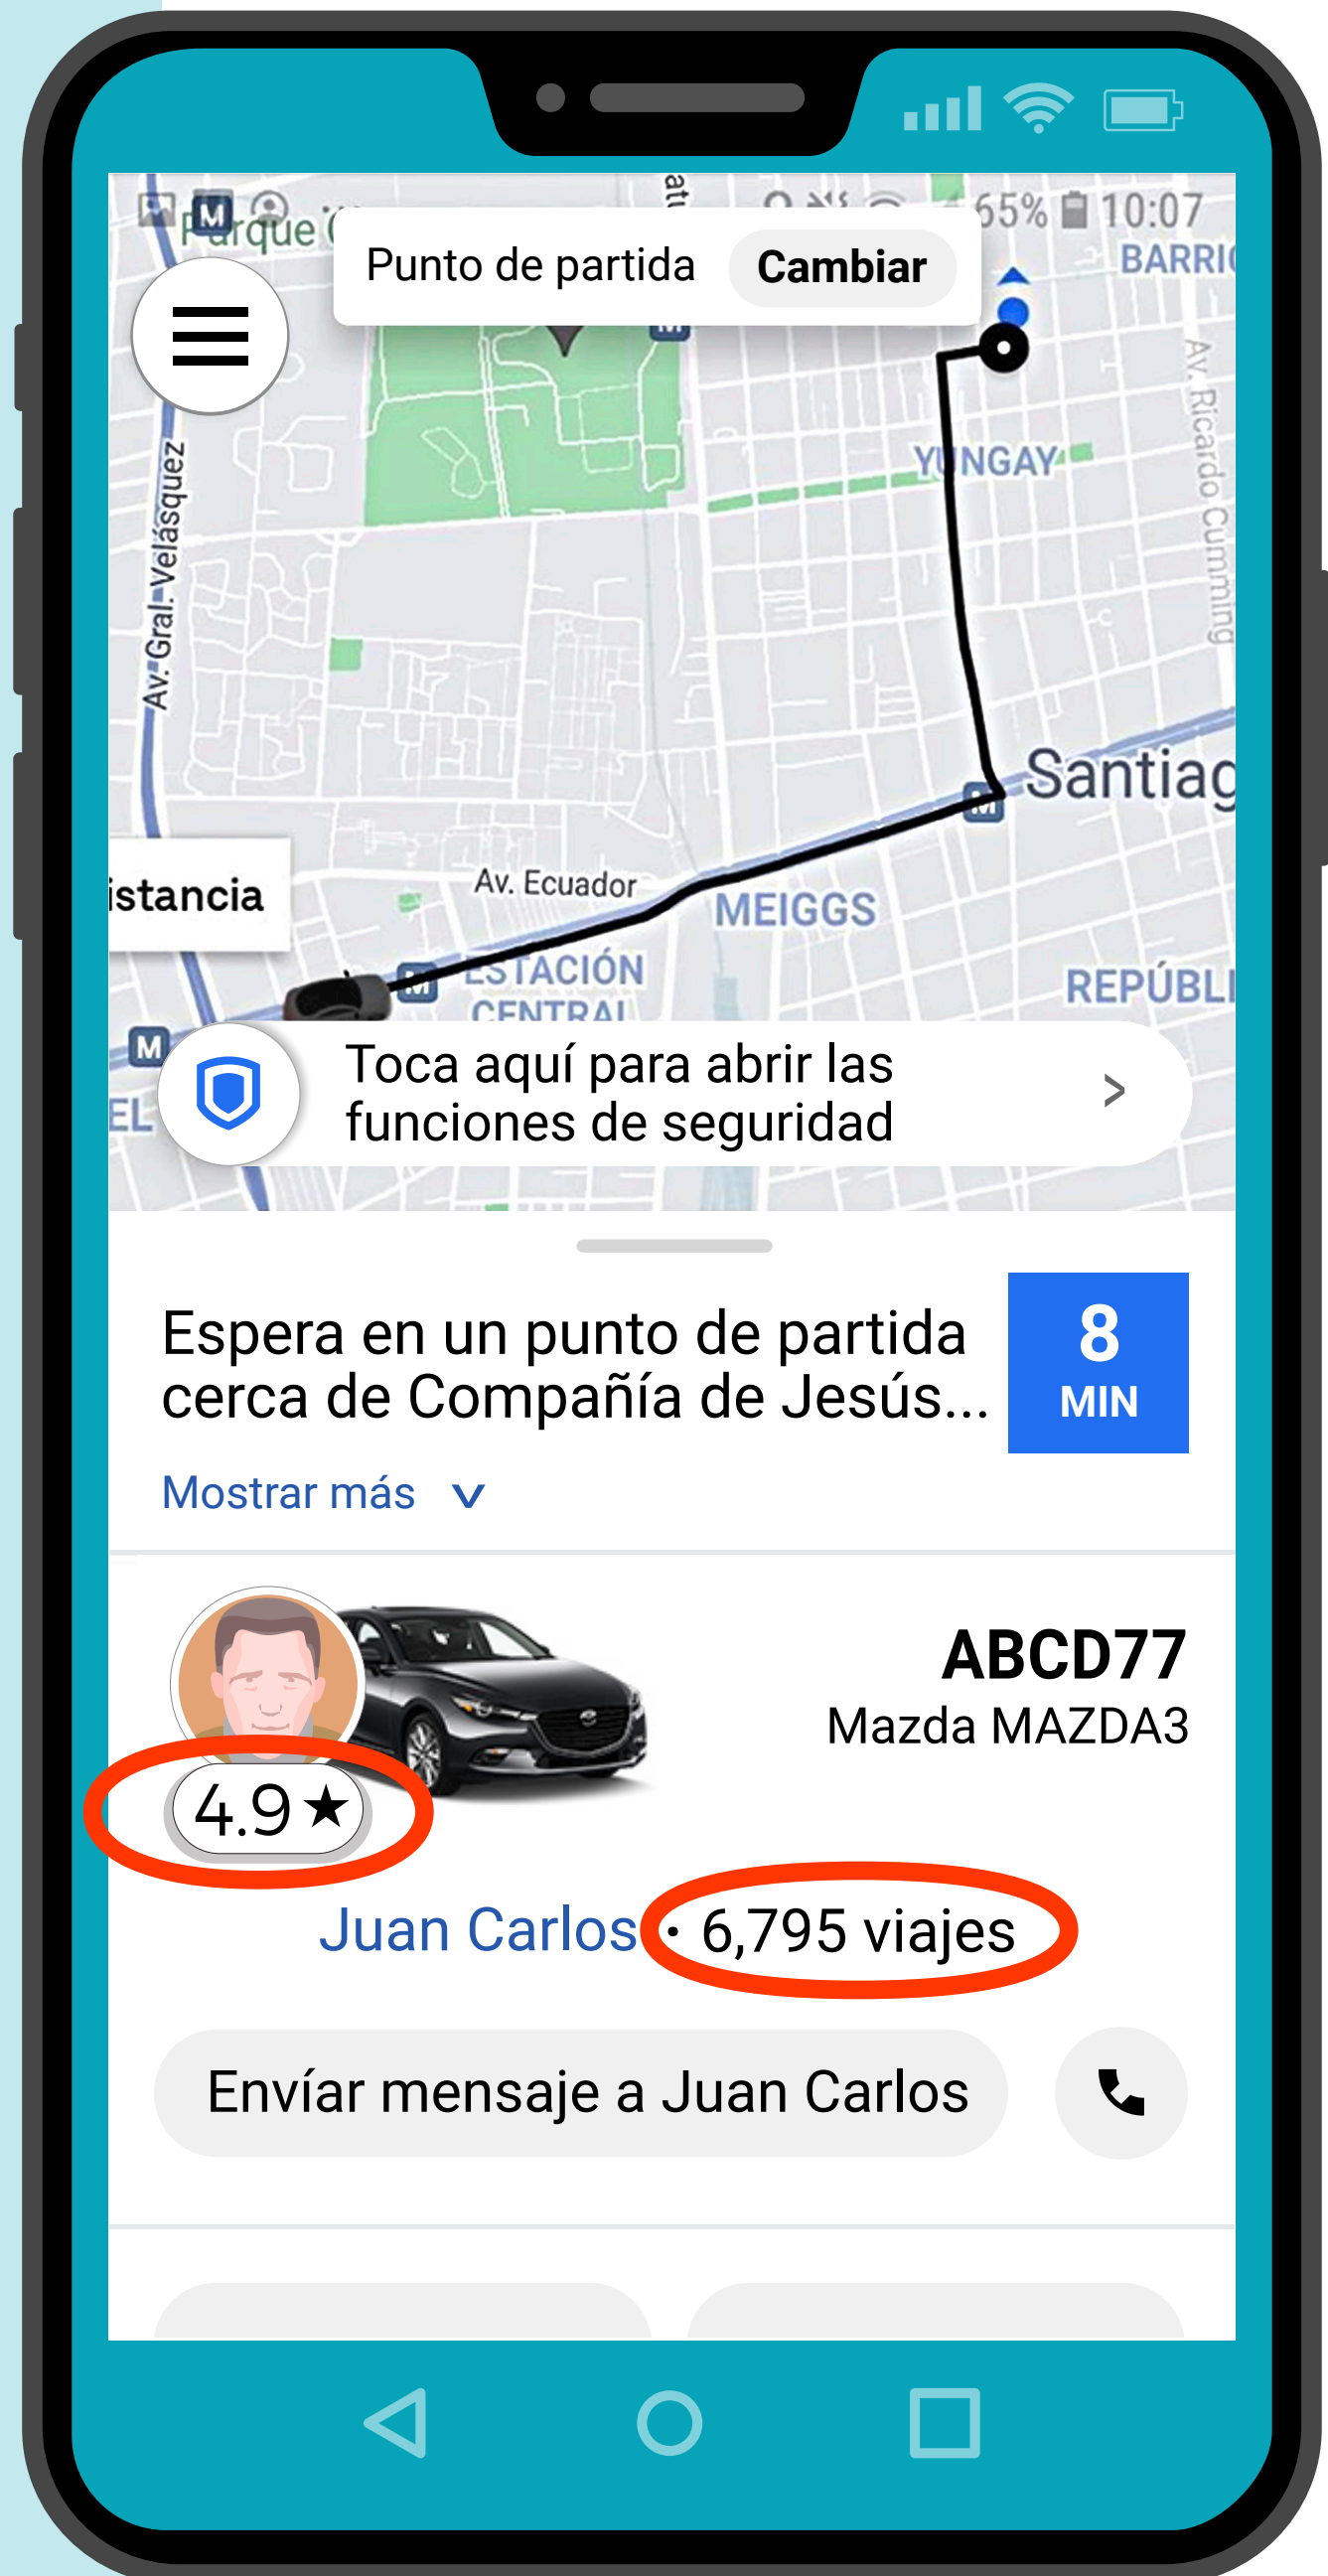 65% 10:07
Parque
Punto de partida Cambiar
M
Av. Gral. Velásquez
YUNGAY
Av. Ricardo Cumming
Santiag
M
istancia
Av. Ecuador
MEIGGS
M
ESTACIÓN
CENTRAL
REPÚBLI
M
EL
Toca aquí para abrir las
funciones de seguridad
Espera en un punto de partida
cerca de Compañía de Jesús...
8
MIN
Mostrar más
ABCD77
Mazda MAZDA3
4.9★
Juan Carlos • 6,795 viajes
Envíar mensaje a Juan Carlos